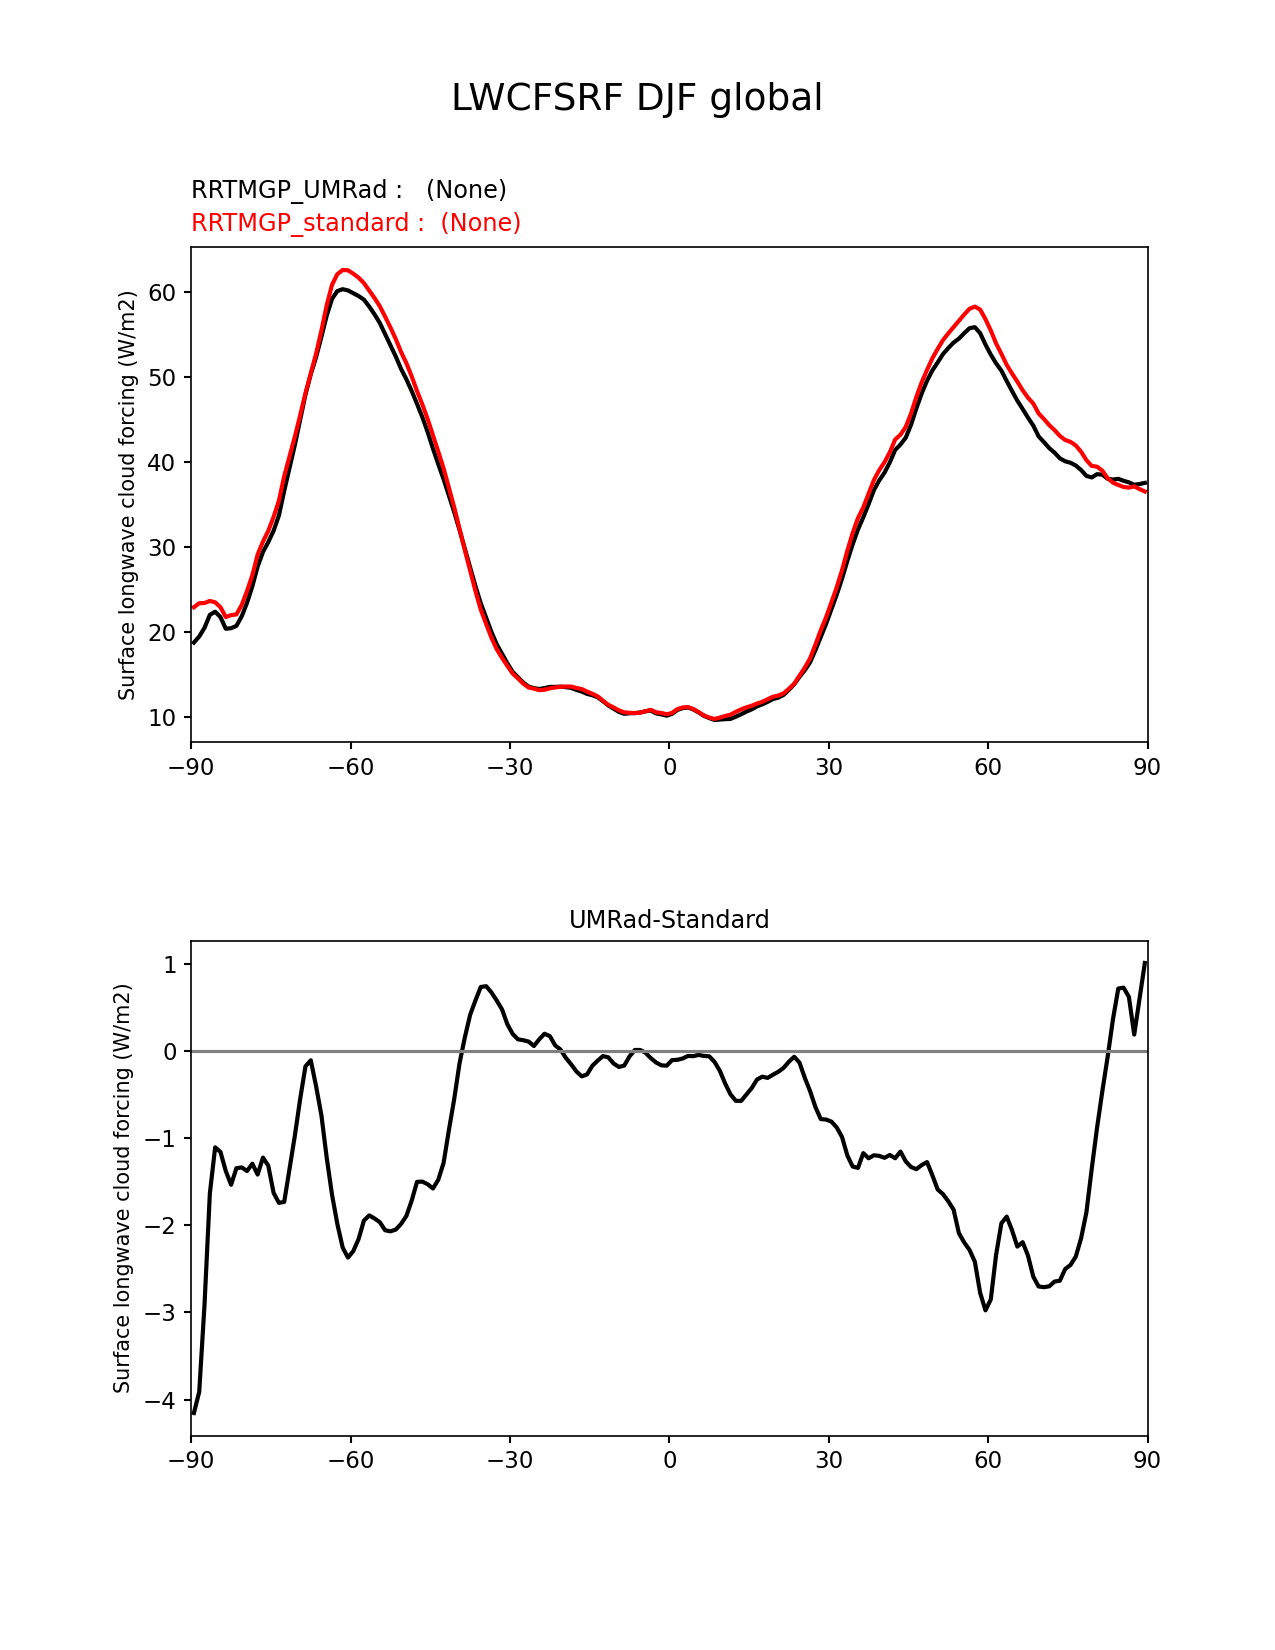 LWCFSRF DJF global
RRTMGP_UMRad :   (None)
RRTMGP_standard :  (None)
Surface longwave cloud forcing (W/m2)
60
50
40
30
20
10
−90 −60 −30 0 30 60 90
UMRad-Standard
Surface longwave cloud forcing (W/m2)
1
0
−1
−2
−3
−4
−90 −60 −30 0 30 60 90